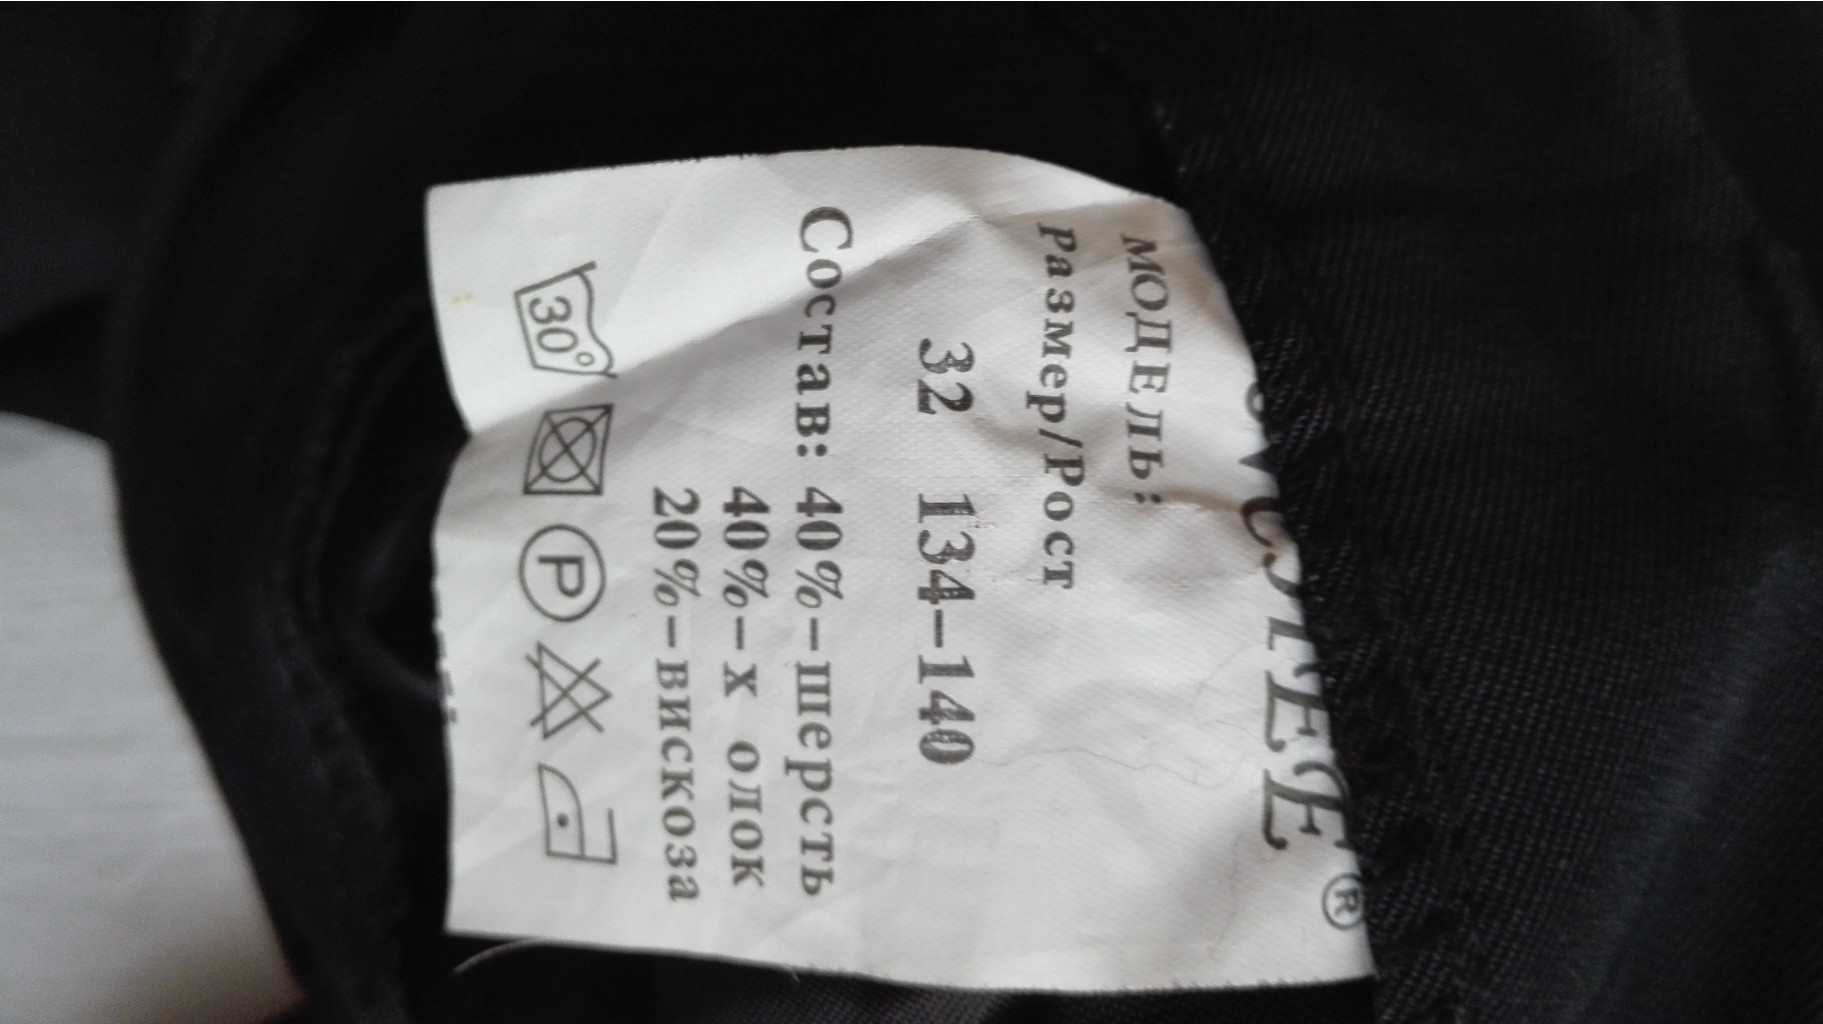 ®
МОДЕЛЬ:
Размер/Рост
32 134-140
Состав: 40%-шерсть
40%-х олок
20%-вискоза
30° P